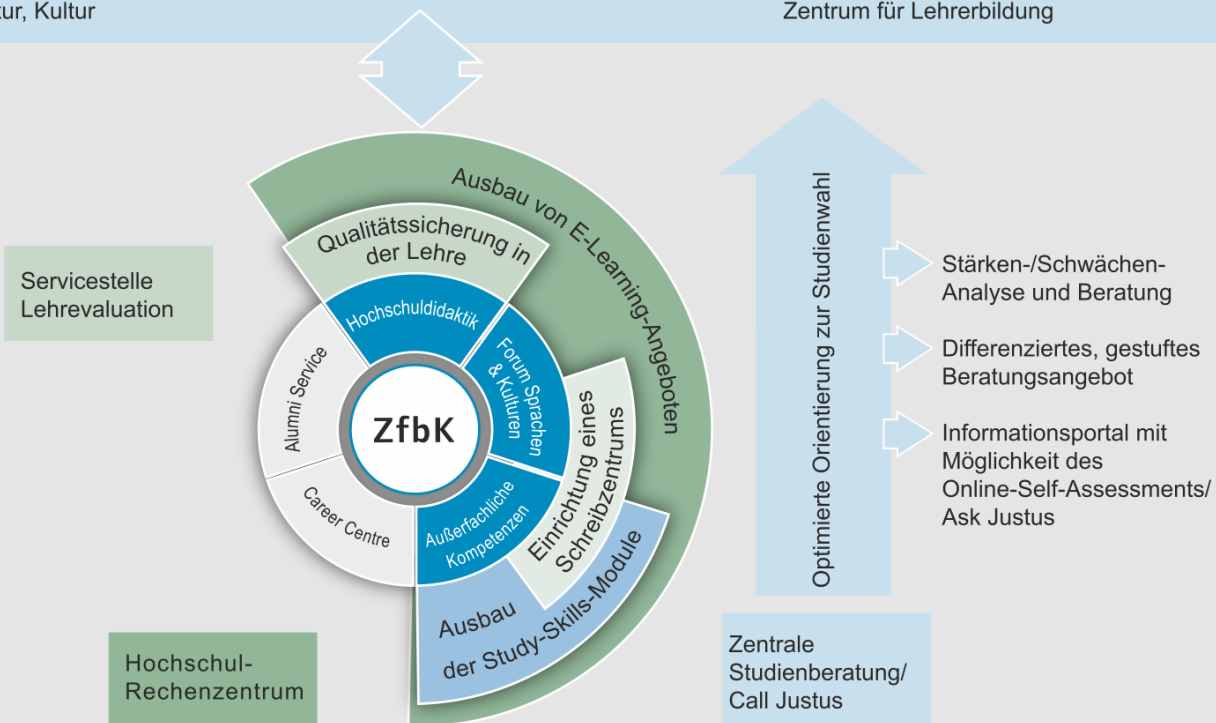 tur, Kultur
Zentrum für Lehrerbildung
Ausbau von E-Learning-Angeboten
Qualitätssicherung in
der Lehre
Hochschuldidaktik
Forum Sprachen
& Kulturen
Einrichtung eines
Schreibzentrums
Außerfachliche
Kompetenzen
Ausbau
der Study-Skills-Module
Career Centre
Alumni Service
ZfbK
Servicestelle
Lehrevaluation
Hochschul-
Rechenzentrum
Optimierte Orientierung zur Studienwahl
Stärken-/Schwächen-
Analyse und Beratung
Differenziertes, gestuftes
Beratungsangebot
Informationsportal mit
Möglichkeit des
Online-Self-Assessments/
Ask Justus
Zentrale
Studienberatung/
Call Justus